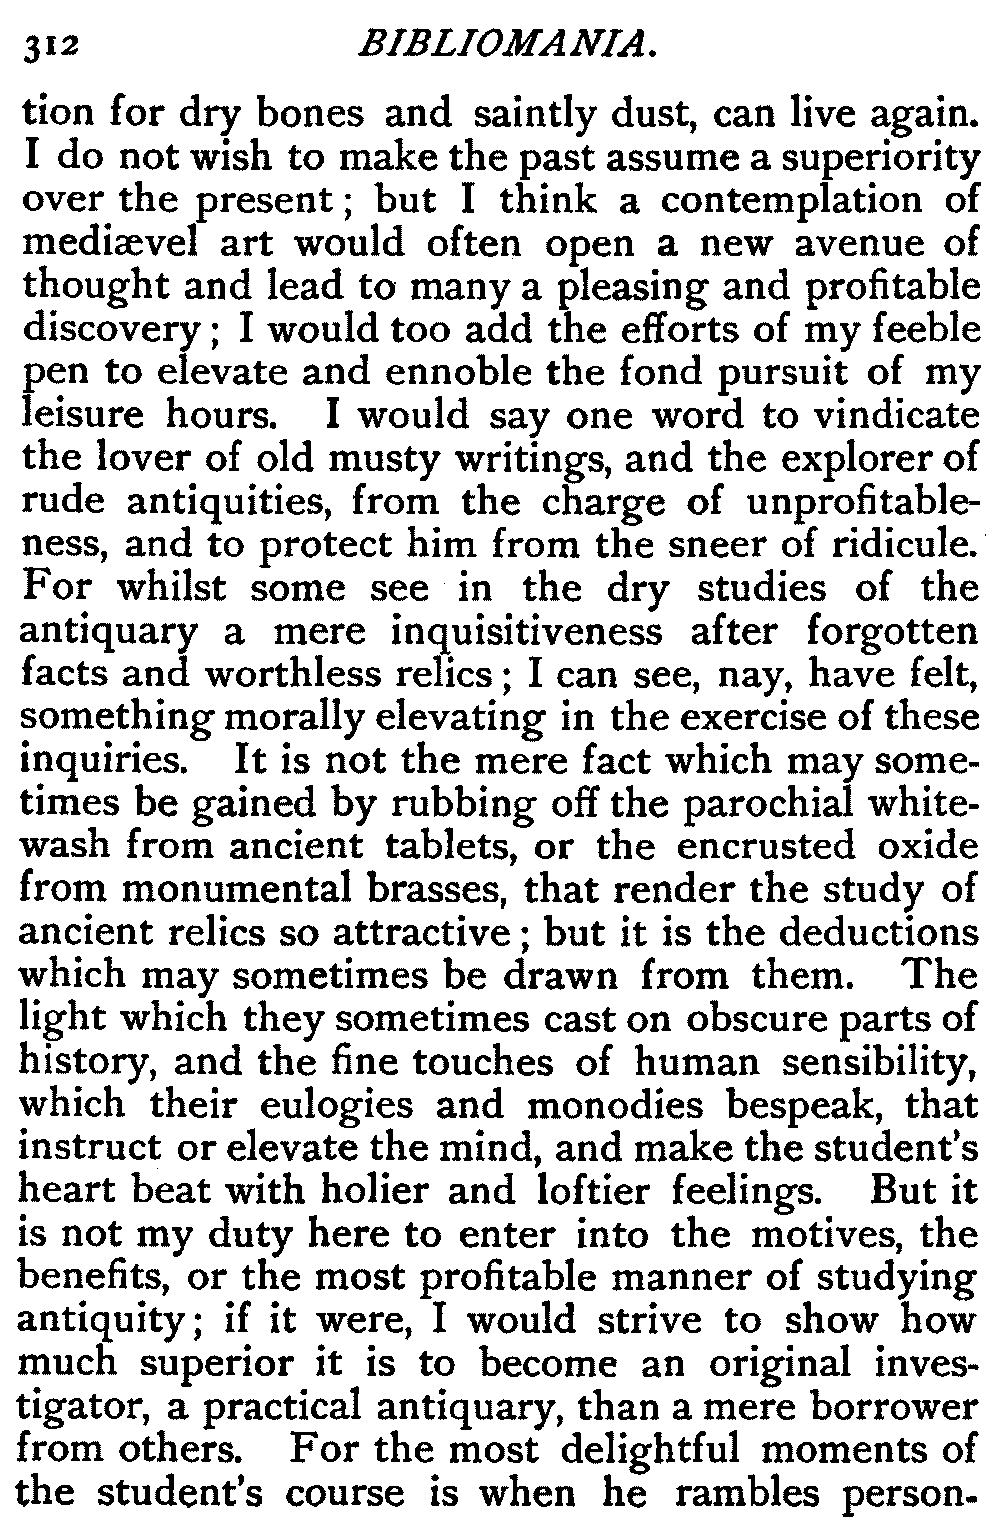 312 BIBLIOMANIA.
tion for dry bones and saintly dust, can live again.
I do not wish to make the past assume a superiority
over the present ; but I think a contemplation of
mediævel art would often open a new avenue of
thought and lead to many a pleasing and profitable
discovery ; I would too add the efforts of my feeble
pen to elevate and ennoble the fond pursuit of my
leisure hours. I would say one word to vindicate
the lover of old musty writings, and the explorer of
rude antiquities, from the charge of unprofitable-
ness, and to protect him from the sneer of ridicule.
For whilst some see in the dry studies of the
antiquary a mere inquisitiveness after forgotten
facts and worthless relics ; I can see, nay, have felt,
something morally elevating in the exercise of these
inquiries. It is not the mere fact which may some-
times be gained by rubbing off the parochial white-
wash from ancient tablets, or the encrusted oxide
from monumental brasses, that render the study of
ancient relics so attractive ; but it is the deductions
which may sometimes be drawn from them. The
light which they sometimes cast on obscure parts of
history, and the fine touches of human sensibility,
which their eulogies and monodies bespeak, that
instruct or elevate the mind, and make the student's
heart beat with holier and loftier feelings. But it
is not my duty here to enter into the motives, the
benefits, or the most profitable manner of studying
antiquity ; if it were, I would strive to show how
much superior it is to become an original inves-
tigator, a practical antiquary, than a mere borrower
from others. For the most delightful moments of
the student's course is when he rambles person-